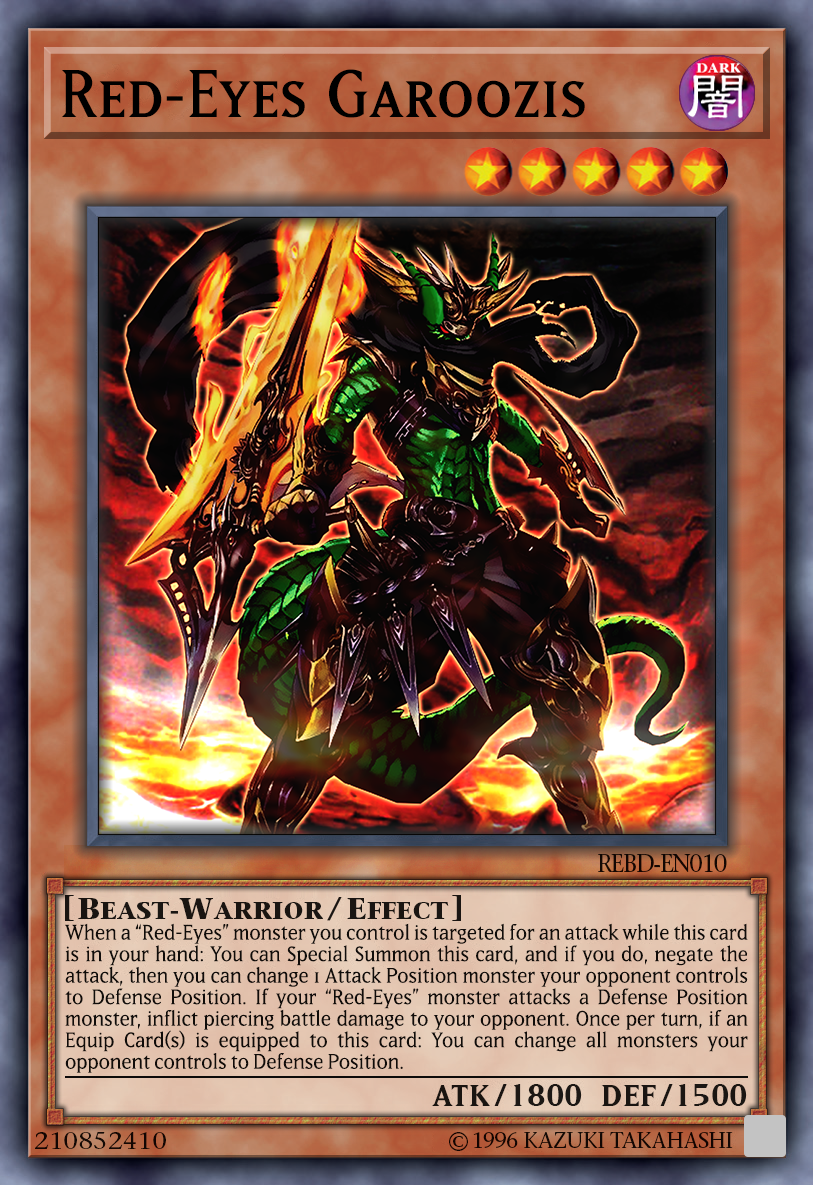 Red-Eyes Garoozis
DARK
闇
REBD-EN010
[Beast-Warrior/Effect]
When a “Red-Eyes” monster you control is targeted for an attack while this card
is in your hand: You can Special Summon this card, and if you do, negate the
attack, then you can change 1 Attack Position monster your opponent controls
to Defense Position. If your “Red-Eyes” monster attacks a Defense Position
monster, inflict piercing battle damage to your opponent. Once per turn, if an
Equip Card(s) is equipped to this card: You can change all monsters your
opponent controls to Defense Position.
ATK/1800 DEF/1500
210852410
© 1996 KAZUKI TAKAHASHI